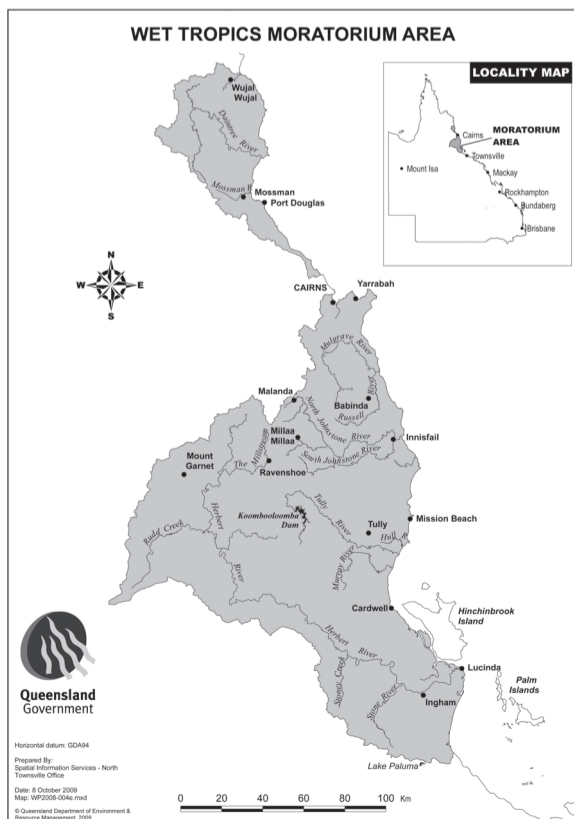 WET TROPICS MORATORIUM AREA
LOCALITY MAP
Cairns
MORATORIUM
AREA
Townsville
Mount Isa
Mackay
Rockhampton
Bundaberg
Brisbane
Wujal
Wujal
Daintree River
Mossman R
Mossman
Port Douglas
N
W
E
S
CAIRNS
Yarrabah
Mulgrave River
Malanda
Babinda
Russell River
North Johnstone River
Millaa
Millaa
Innisfail
South Johnstone River
Mount
Garnet
The Millstream
Ravenshoe
Herbert River
Koombooloomba
Dam
Tully River
Tully
Mission Beach
Hull R
Rudd Creek
Murray River
Cardwell
Hinchinbrook
Island
Herbert River
Lucinda
Palm
Islands
Stoney Creek
Stone River
Ingham
Lake Paluma
Queensland
Government
Horizontal datum: GDA94
Prepared By:
Spatial Information Services - North
Townsville Office
Date: 8 October 2009
Map: WP2008-004e.mxd
© Queensland Department of Environment &
Resource Management, 2009
0 20 40 60 80 100 Km